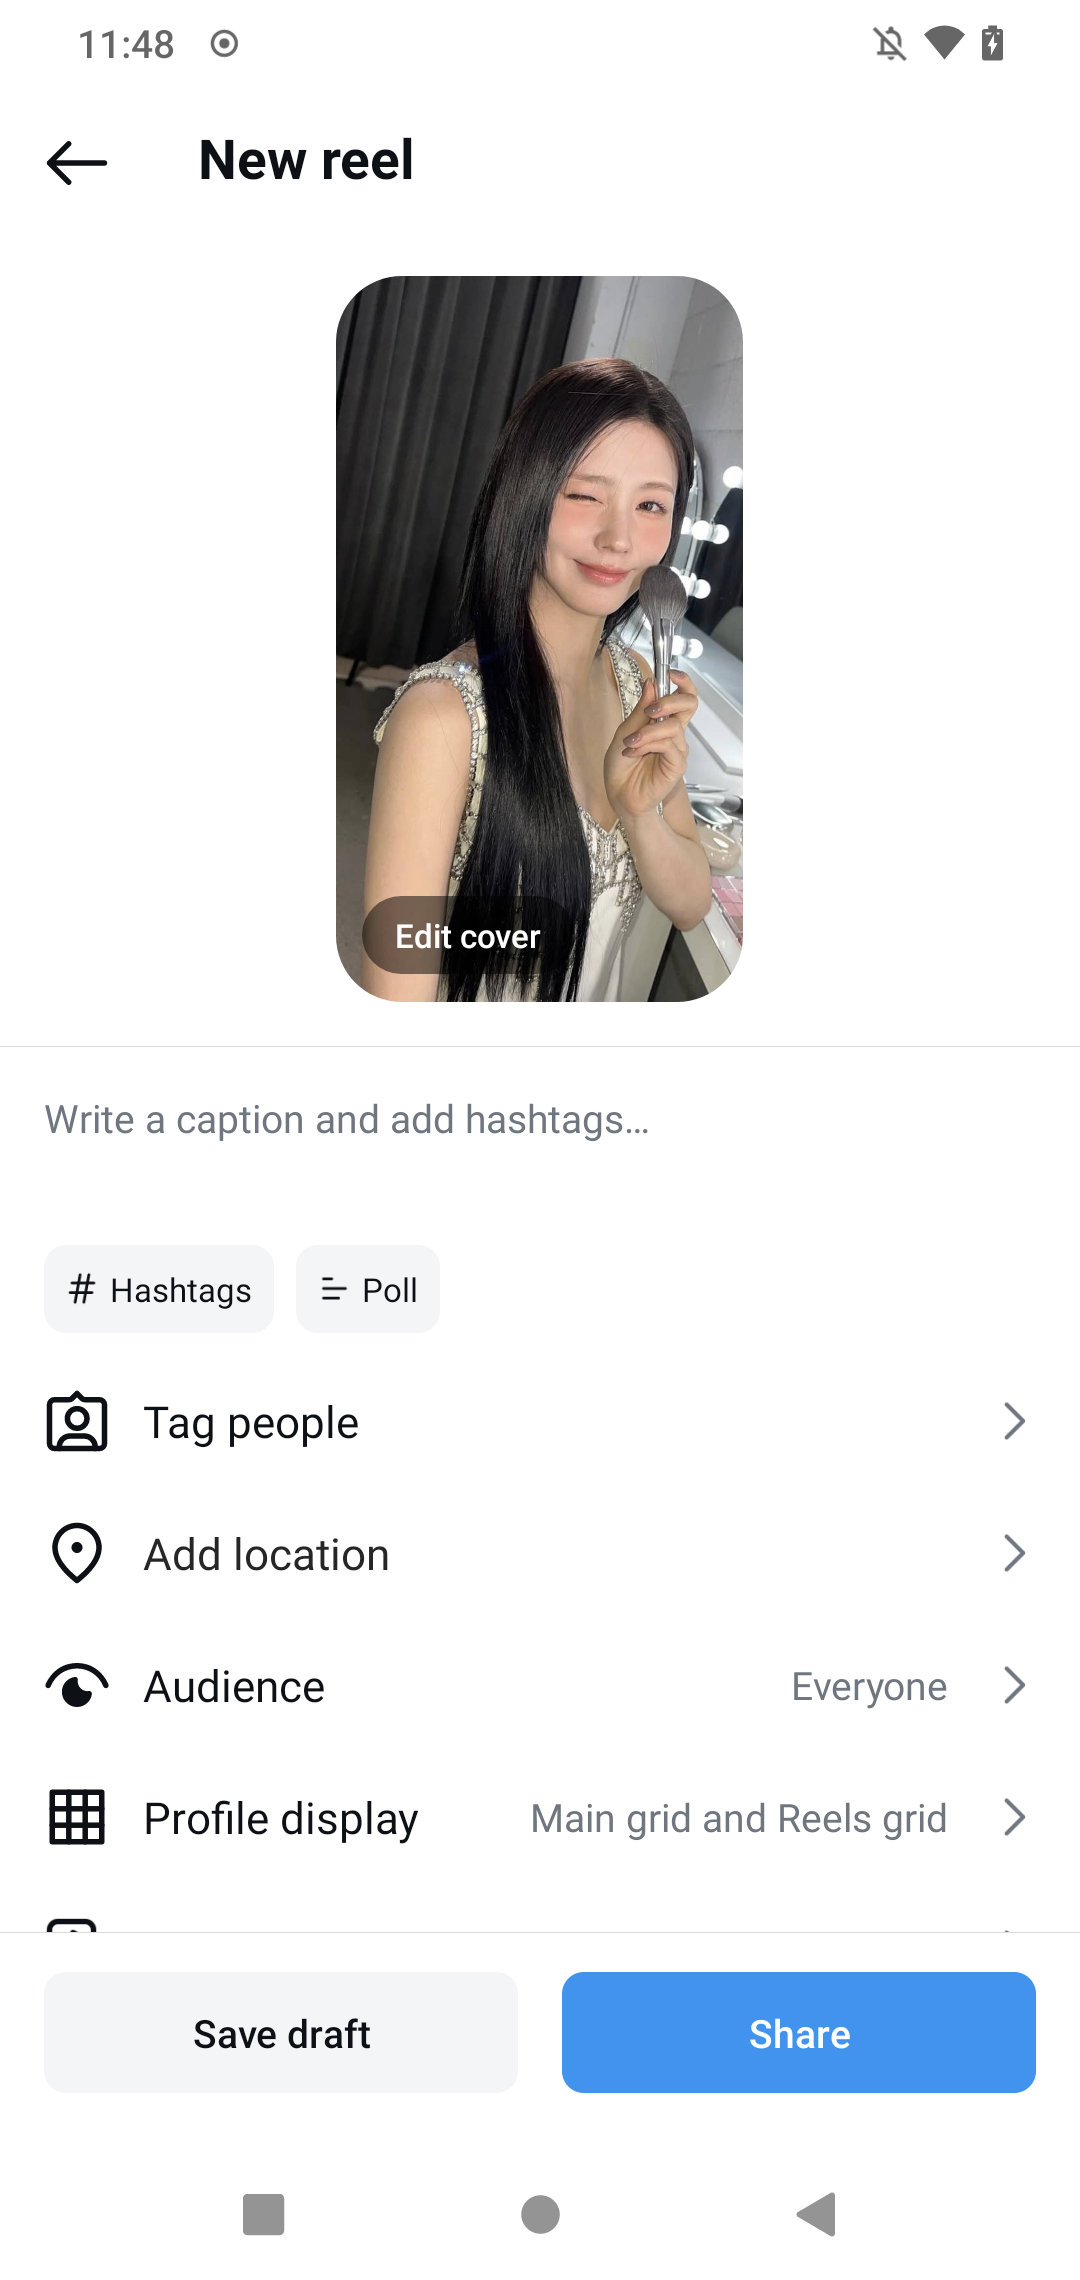 11:48
New reel
Edit cover
Write a caption and add hashtags…
# Hashtags
Poll
Tag people
Add location
Audience
Everyone
Profile display
Main grid and Reels grid
Save draft
Share